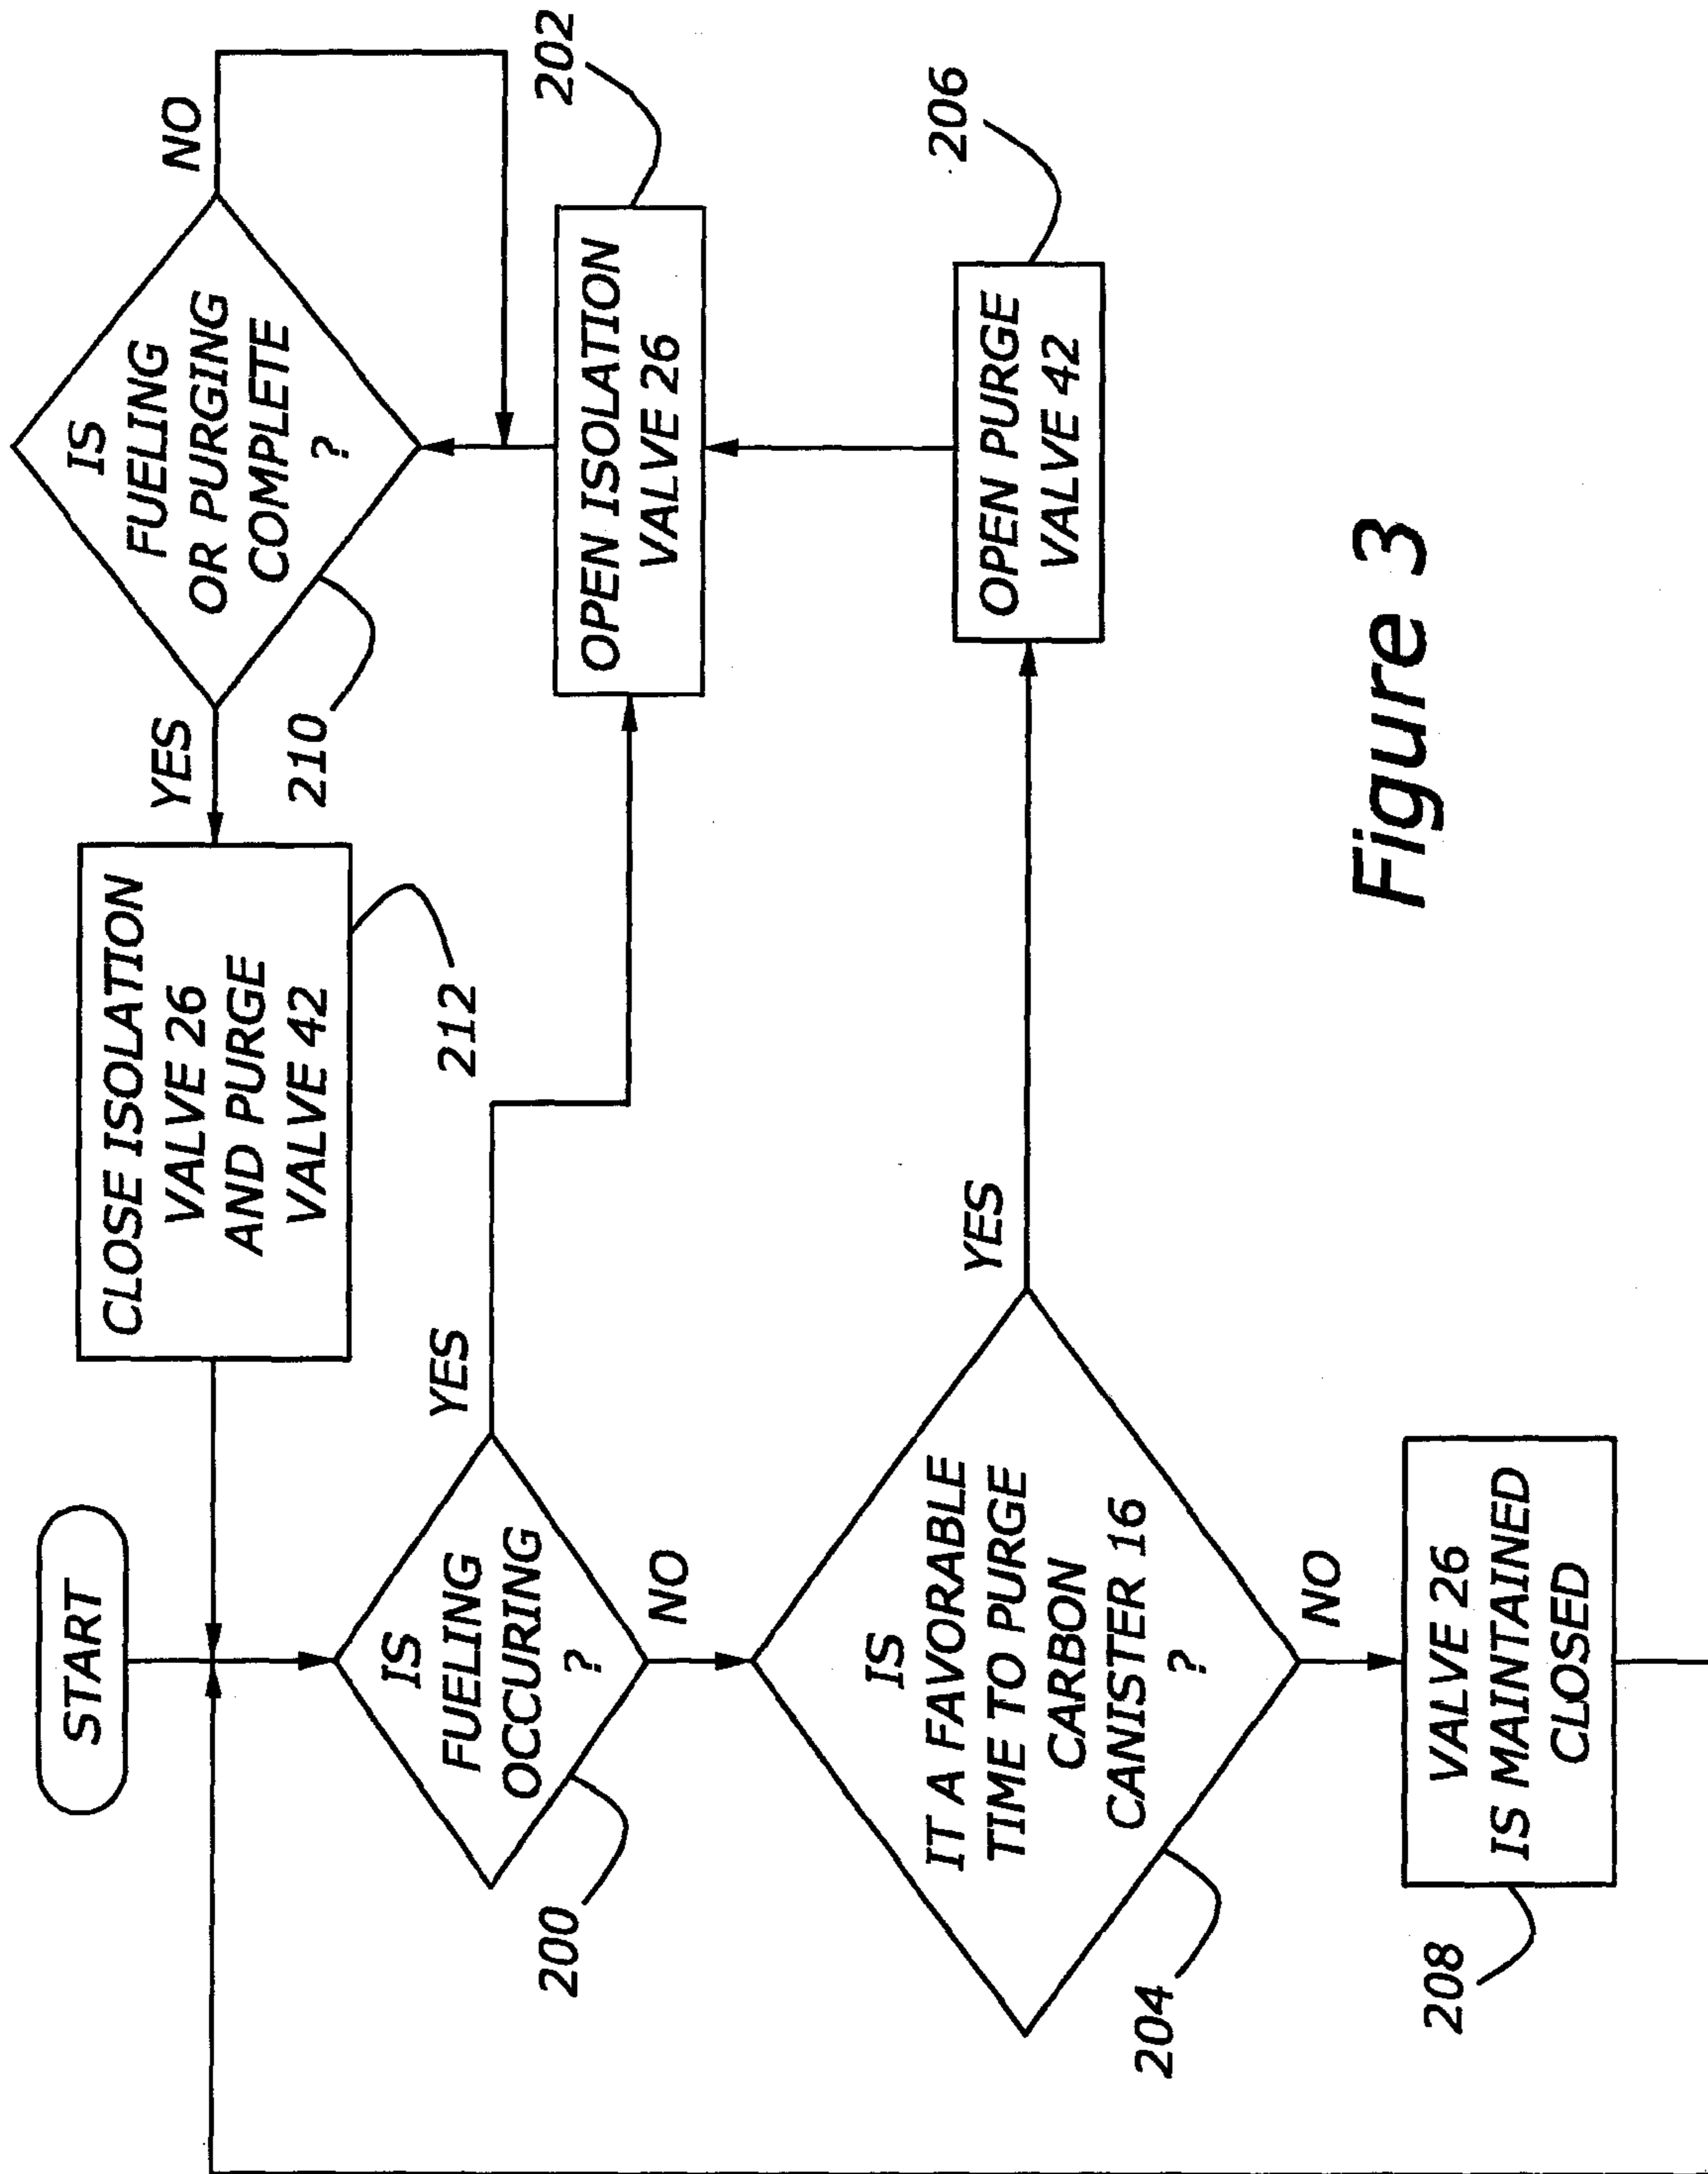 START
IS
FUELING
OCCURING
?
200
YES
NO
IS
IT A FAVORABLE
TIME TO PURGE
CARBON
CANISTER 16
?
204
YES
NO
VALVE 26
IS MAINTAINED
CLOSED
208
OPEN PURGE
VALVE 42
206
OPEN ISOLATION
VALVE 26
202
IS
FUELING
OR PURGING
COMPLETE
?
210
NO
YES
CLOSE ISOLATION
VALVE 26
AND PURGE
VALVE 42
212
Figure 3